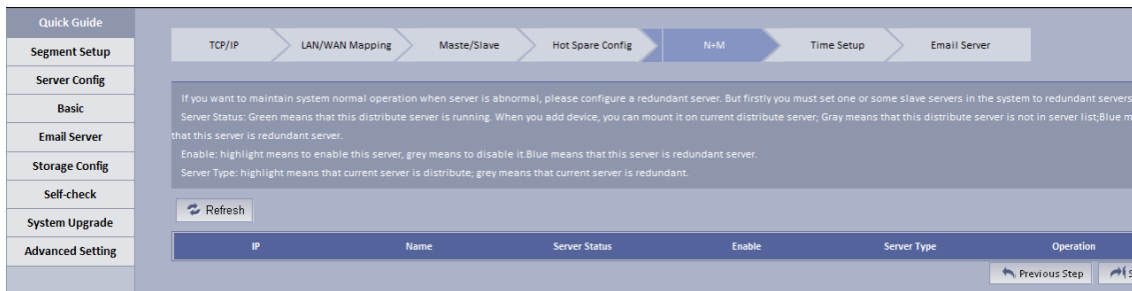 Quick Guide
Segment Setup
Server Config
Basic
Email Server
Storage Config
Self-check
System Upgrade
Advanced Setting
TCP/IP LAN/WAN Mapping Maste/Slave Hot Spare Config N+M Time Setup Email Server
If you want to maintain system normal operation when server is abnormal, please configure a redundant server. But firstly you must set one or some slave servers in the system to redundant servers
Server Status: Green means that this distribute server is running. When you add device, you can mount it on current distribute server; Gray means that this distribute server is not in server list;Blue m
that this server is redundant server.
Enable: highlight means to enable this server, grey means to disable it.Blue means that this server is redundant server.
Server Type: highlight means that current server is distribute; grey means that current server is redundant.
Refresh
IP Name Server Status Enable Server Type Operation
Previous Step S